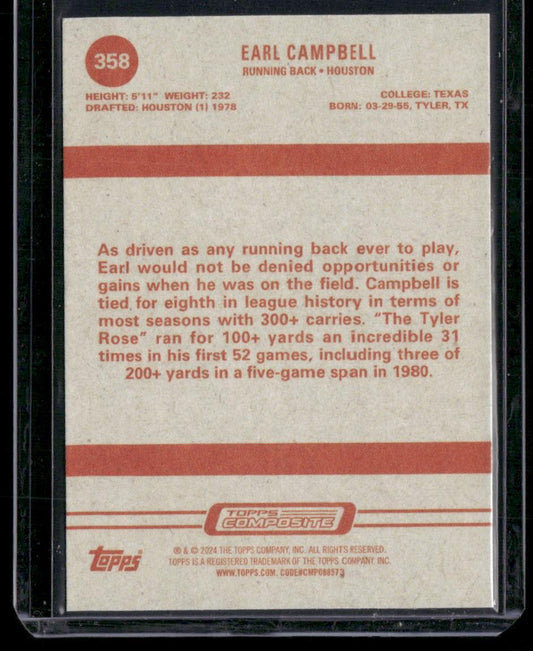 358
EARL CAMPBELL
RUNNING BACK • HOUSTON
HEIGHT: 5'11" WEIGHT: 232
COLLEGE: TEXAS
DRAFTED: HOUSTON (1) 1978
BORN: 03-29-55, TYLER, TX
As driven as any running back ever to play,
Earl would not be denied opportunities or
gains when he was on the field. Campbell is
tied for eighth in league history in terms of
most seasons with 300+ carries. "The Tyler
Rose" ran for 100+ yards an incredible 31
times in his first 52 games, including three of
200+ yards in a five-game span in 1980.
TOPPS
COMPOSITE
topps
® & © 2024 THE TOPPS COMPANY, INC. ALL RIGHTS RESERVED.
TOPPS IS A REGISTERED TRADEMARK OF THE TOPPS COMPANY, INC.
WWW.TOPPS.COM. CODE#CMP088573